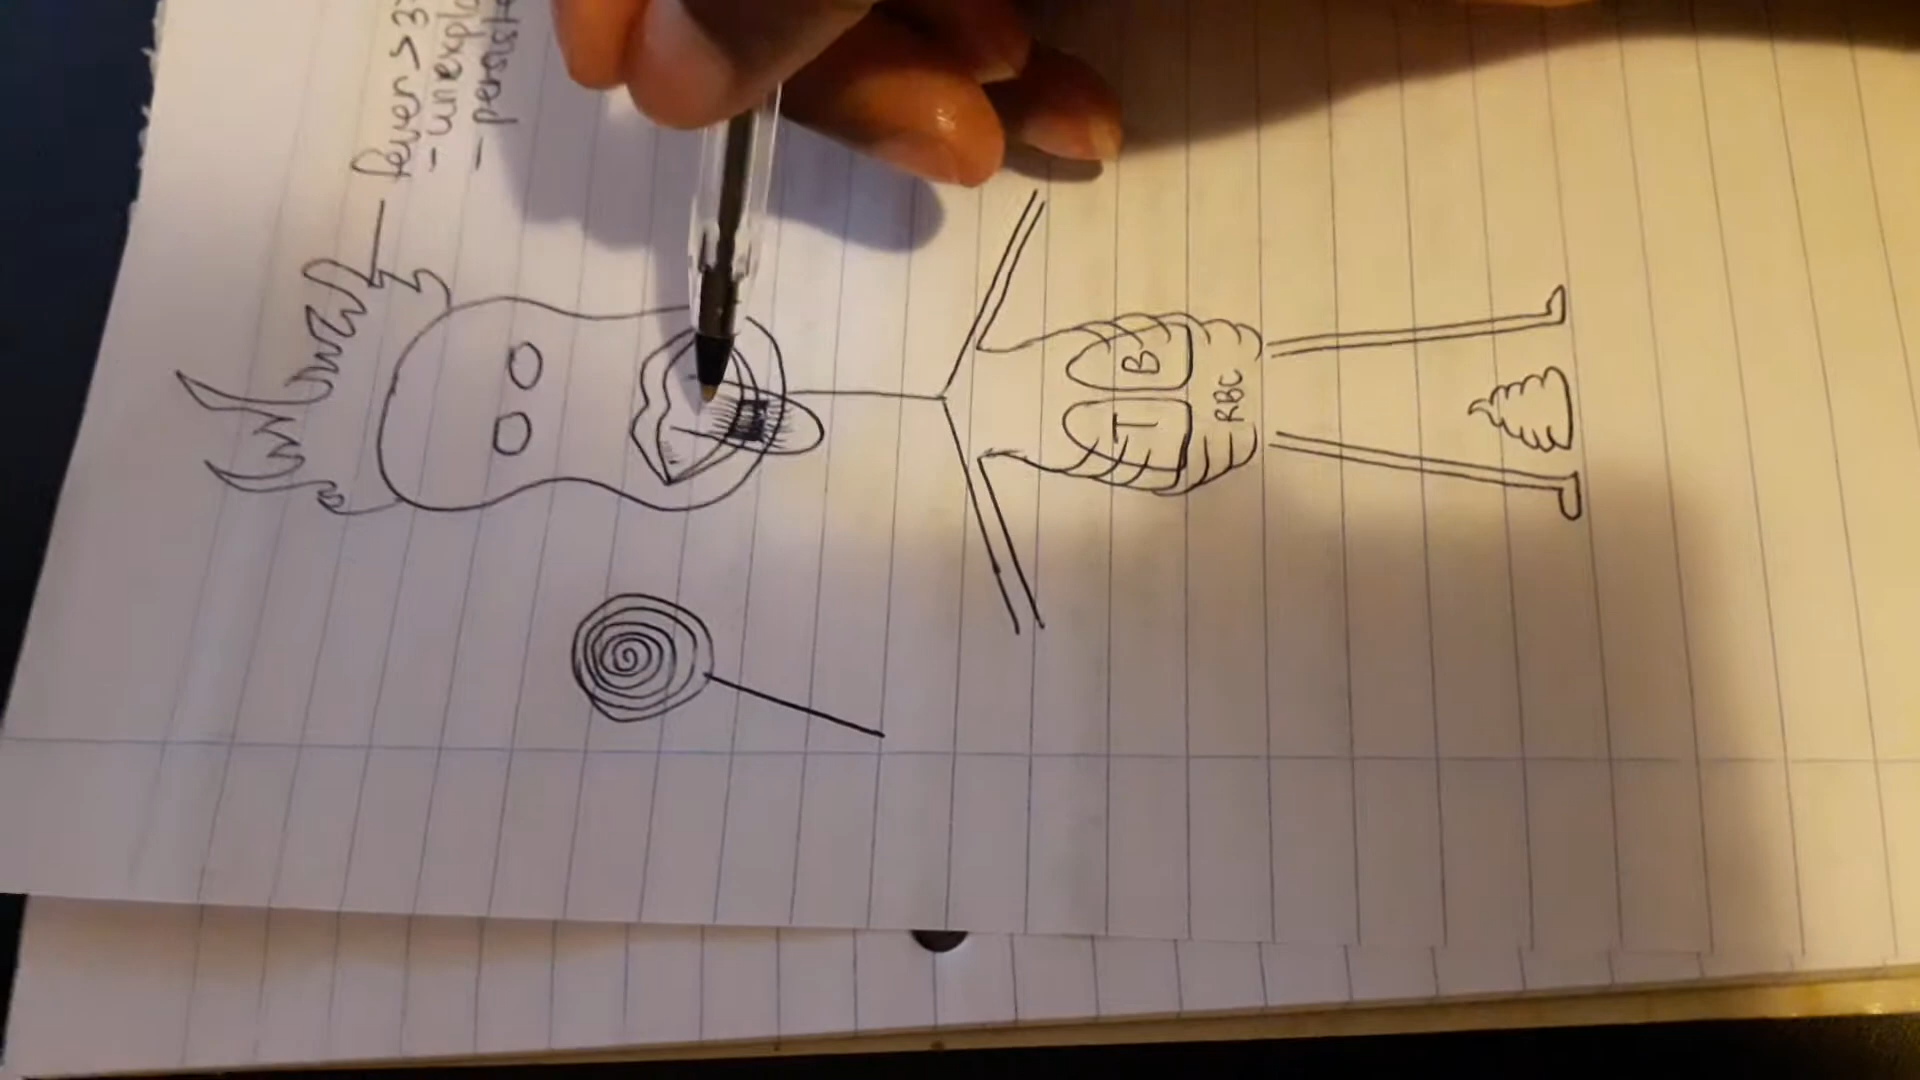 fever > 3
- unexpla
- persiste
T B
RBC